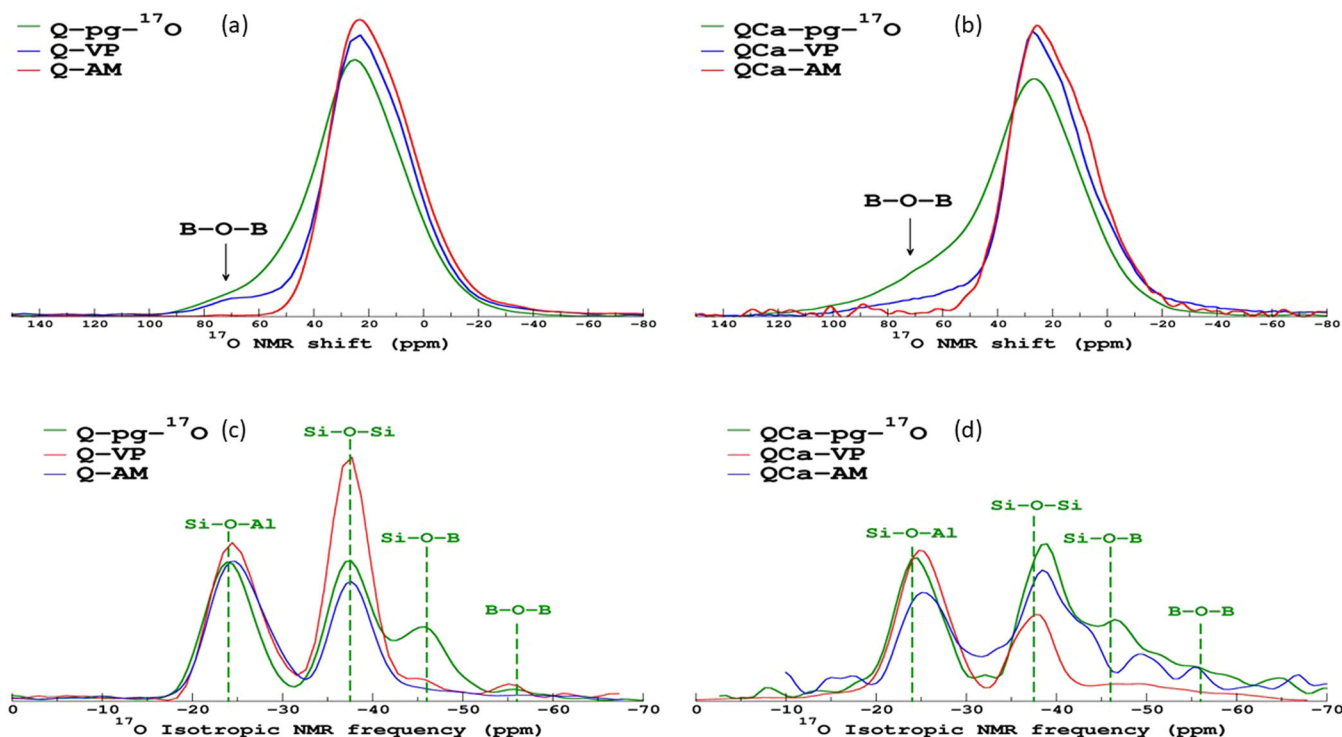 Q-pg-¹⁷O (a)
Q-VP
Q-AM
B-O-B
140 120 100 80 60 40 20 0 -20 -40 -60 -80
¹⁷O NMR shift (ppm)
QCa-pg-¹⁷O (b)
QCa-VP
QCa-AM
B-O-B
140 120 100 80 60 40 20 0 -20 -40 -60 -80
¹⁷O NMR shift (ppm)
Q-pg-¹⁷O (c)
Q-VP
Q-AM
Si-O-Si
Si-O-Al
Si-O-B
B-O-B
0 -10 -20 -30 -40 -50 -60 -70
¹⁷O Isotropic NMR frequency (ppm)
QCa-pg-¹⁷O (d)
QCa-VP
QCa-AM
Si-O-Si
Si-O-Al
Si-O-B
B-O-B
0 -10 -20 -30 -40 -50 -60 -70
¹⁷O Isotropic NMR frequency (ppm)